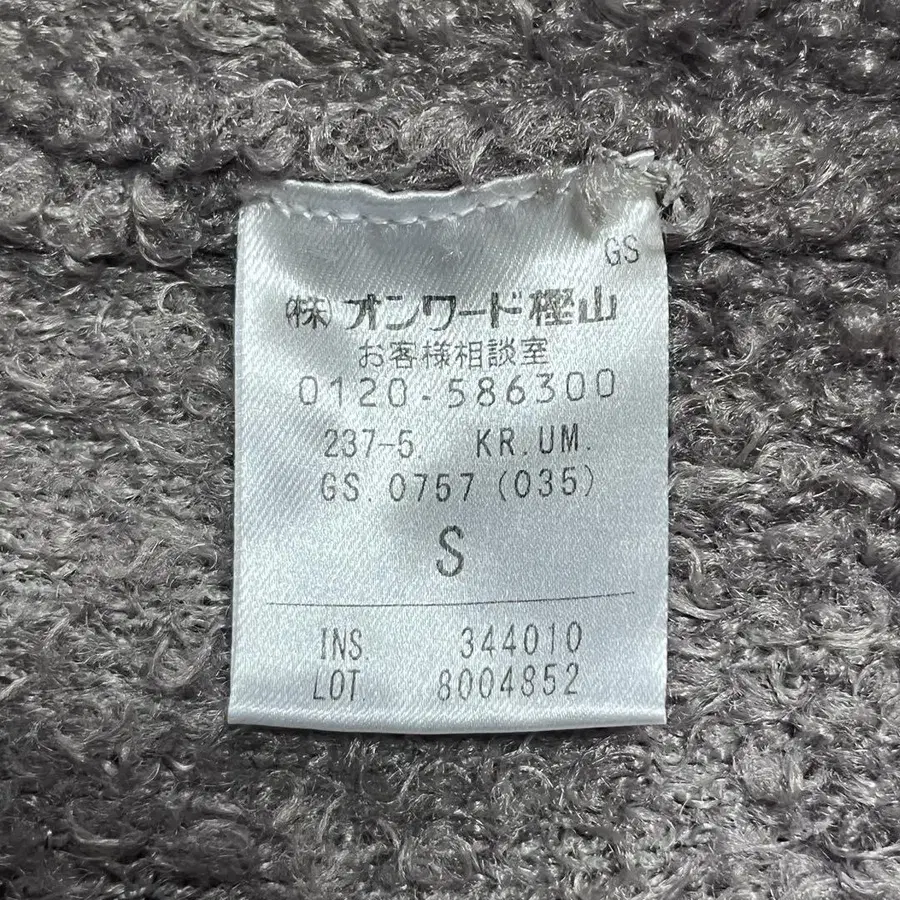 GS
(株)オンワード樫山
お客様相談室
0120-586300
237-5. KR.UM.
GS.0757(035)
S
INS. 344010
LOT 8004852